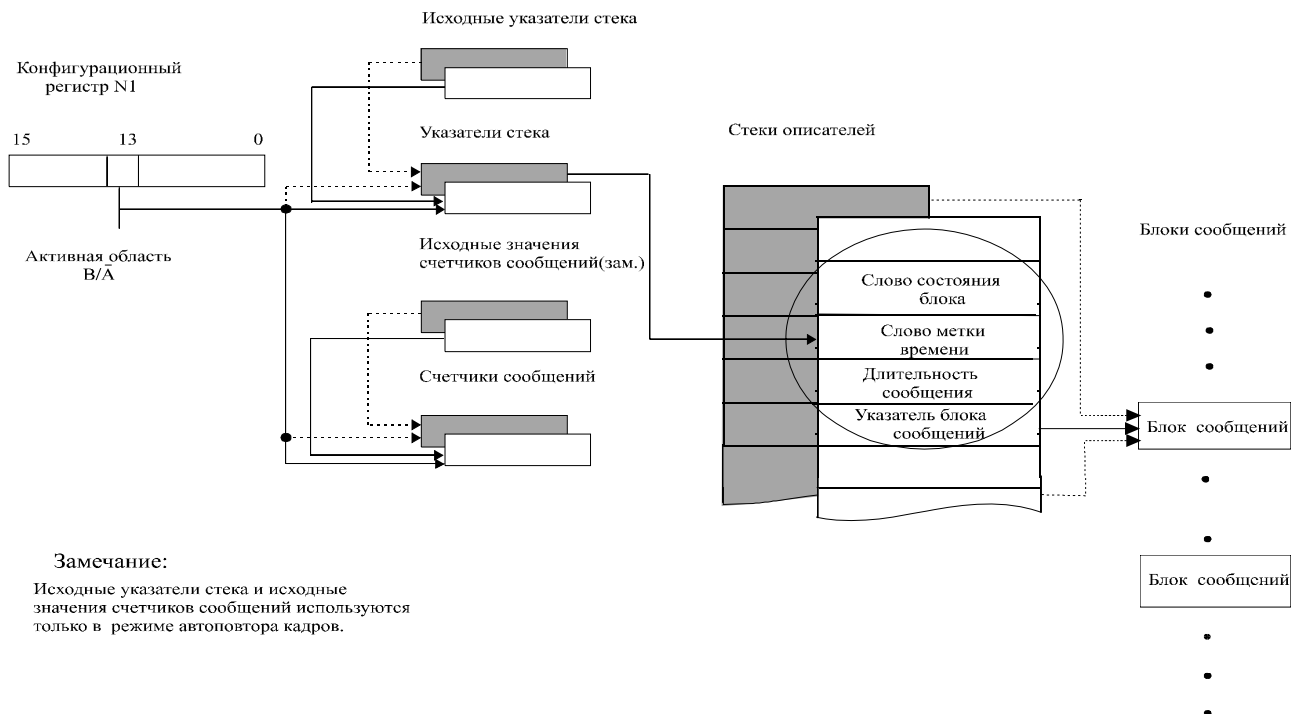 Исходные указатели стека
Конфигурационный
регистр N1
15 13 0
Указатели стека
Активная область
B/A̅
Исходные значения
счетчиков сообщений(зам.)
Счетчики сообщений
Стеки описателей
Слово состояния
блока
Слово метки
времени
Длительность
сообщения
Указатель блока
сообщений
Блоки сообщений
Блок сообщений
Блок сообщений
Замечание:
Исходные указатели стека и исходные
значения счетчиков сообщений используются
только в режиме автоповтора кадров.